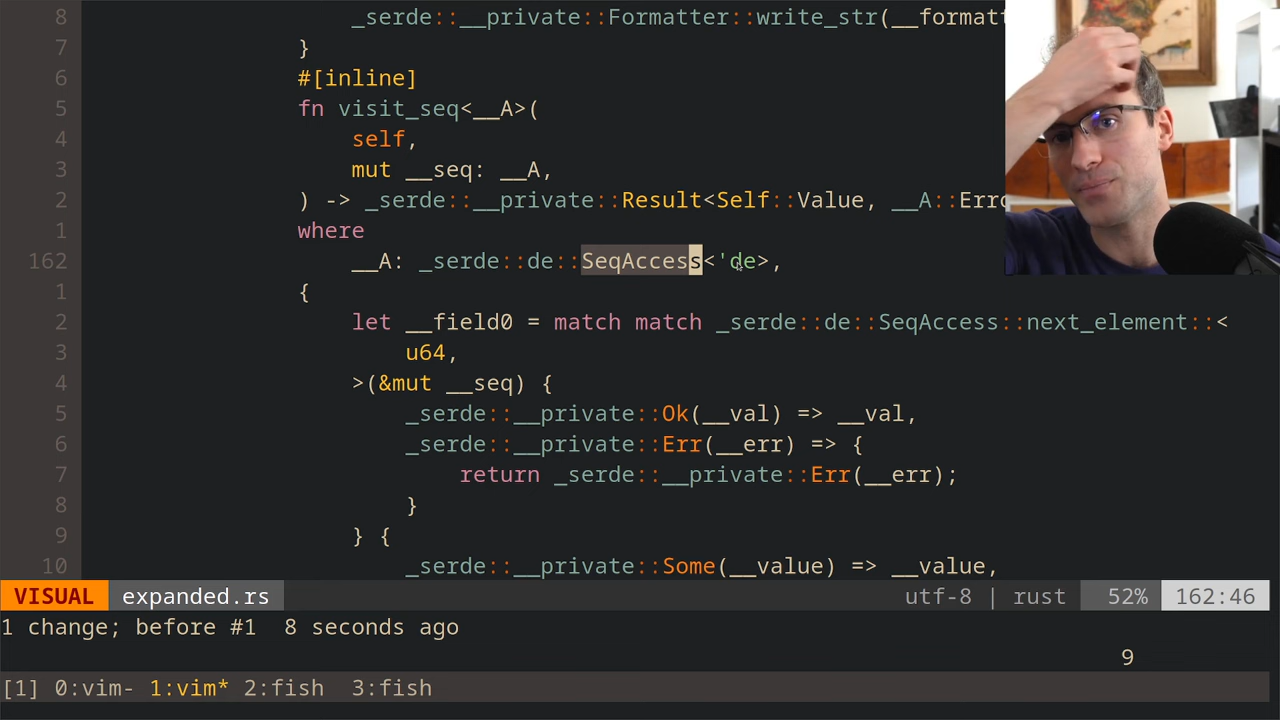 8 _serde::__private::Formatter::write_str(__format
7 }
6 #[inline]
5 fn visit_seq<__A>(
4 self,
3 mut __seq: __A,
2 ) -> _serde::__private::Result<Self::Value, __A::Erro
1 where
162 __A: _serde::de::SeqAccess<'de>,
1 {
2 let __field0 = match match _serde::de::SeqAccess::next_element::<
3 u64,
4 >(&mut __seq) {
5 _serde::__private::Ok(__val) => __val,
6 _serde::__private::Err(__err) => {
7 return _serde::__private::Err(__err);
8 }
9 } {
10 _serde::__private::Some(__value) => __value,
VISUAL expanded.rs utf-8 | rust 52% 162:46
1 change; before #1 8 seconds ago
9
[1] 0:vim- 1:vim* 2:fish 3:fish